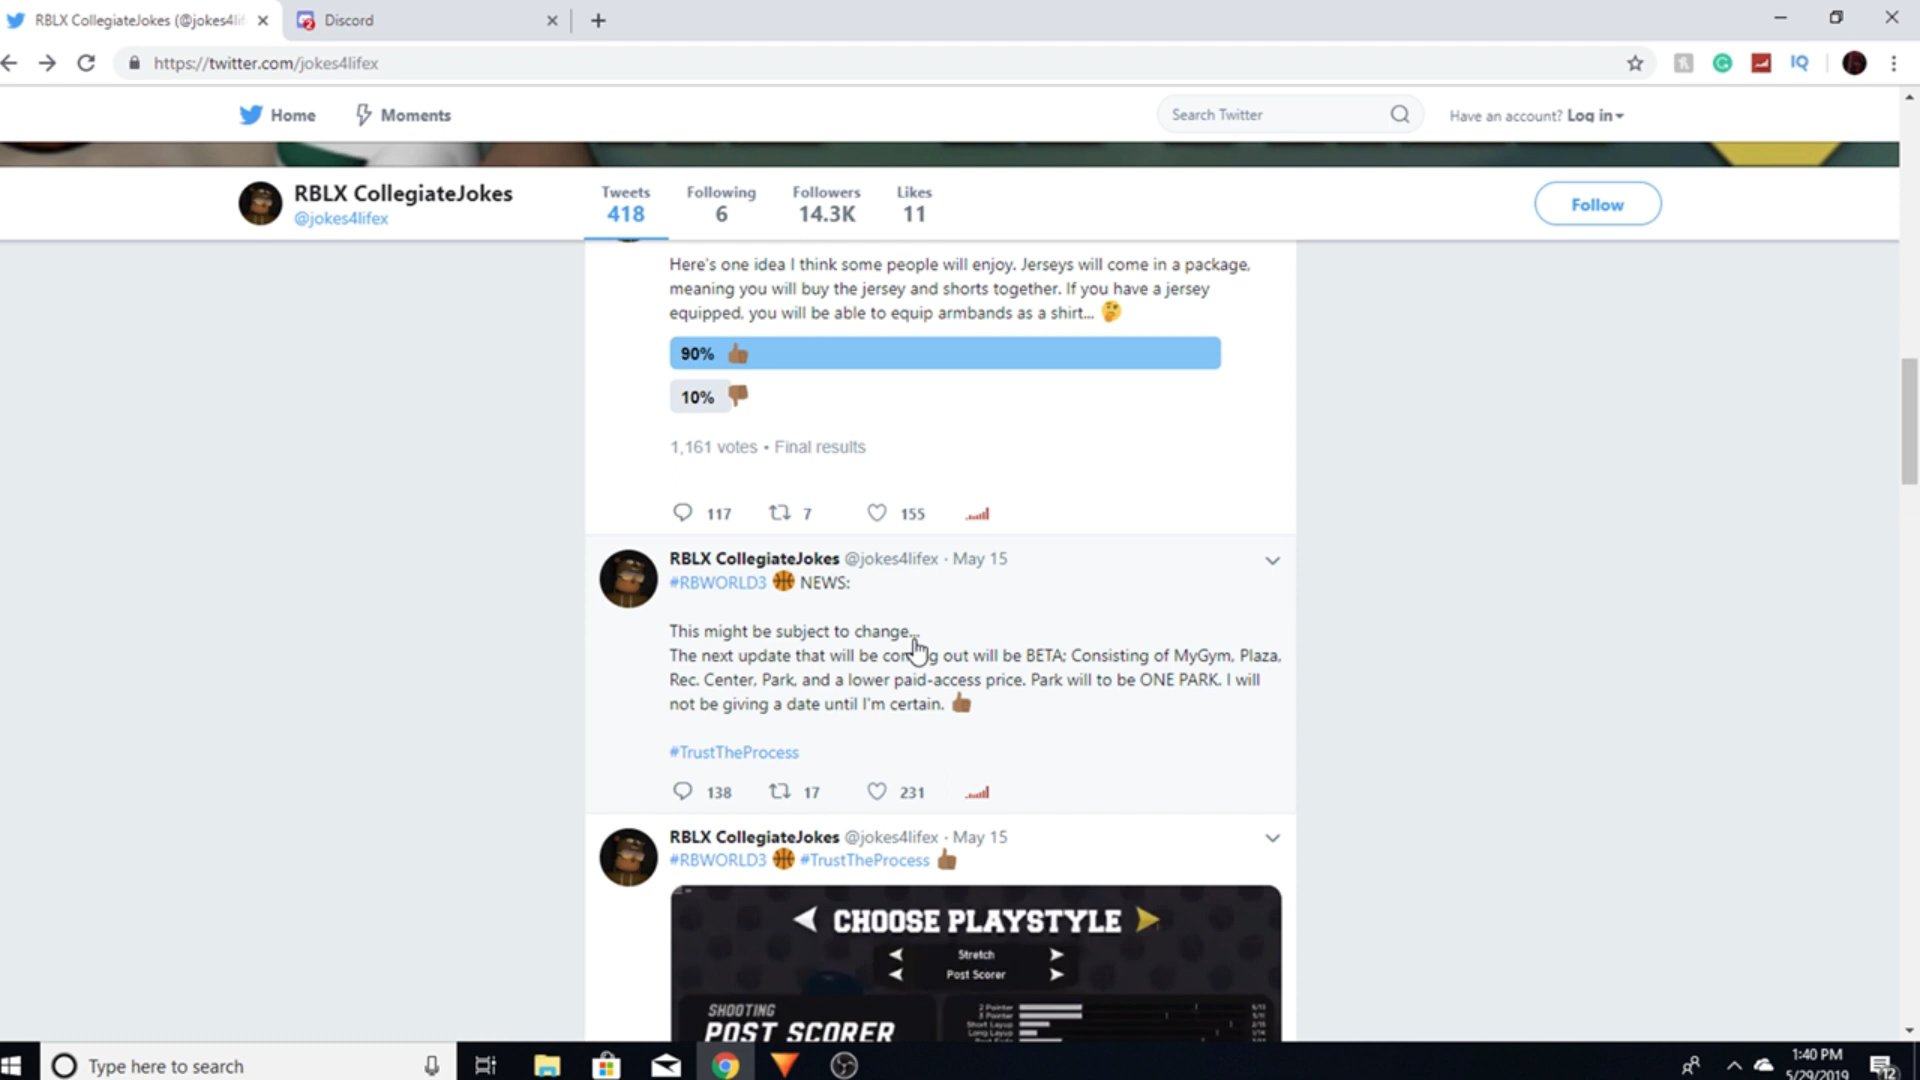 RBLX CollegiateJokes (@jokes4lif
Discord
https://twitter.com/jokes4lifex
IQ
Home
Moments
Search Twitter
Have an account? Log in
RBLX CollegiateJokes
@jokes4lifex
Tweets
418
Following
6
Followers
14.3K
Likes
11
Follow
Here's one idea I think some people will enjoy. Jerseys will come in a package,
meaning you will buy the jersey and shorts together. If you have a jersey
equipped, you will be able to equip armbands as a shirt... 🤔
90% 👍🏾
10% 👎🏾
1,161 votes • Final results
117 7 155
RBLX CollegiateJokes @jokes4lifex · May 15
#RBWORLD3 🏀 NEWS:
This might be subject to change...
The next update that will be coming out will be BETA; Consisting of MyGym, Plaza,
Rec. Center, Park, and a lower paid-access price. Park will to be ONE PARK. I will
not be giving a date until I'm certain. 👍🏾
#TrustTheProcess
138 17 231
RBLX CollegiateJokes @jokes4lifex · May 15
#RBWORLD3 🏀 #TrustTheProcess 👍🏾
CHOOSE PLAYSTYLE
Stretch
Post Scorer
SHOOTING
POST SCORER
2 Pointer
3 Pointer
Short Layup
Long Layup
Type here to search
1:40 PM
5/29/2019
12